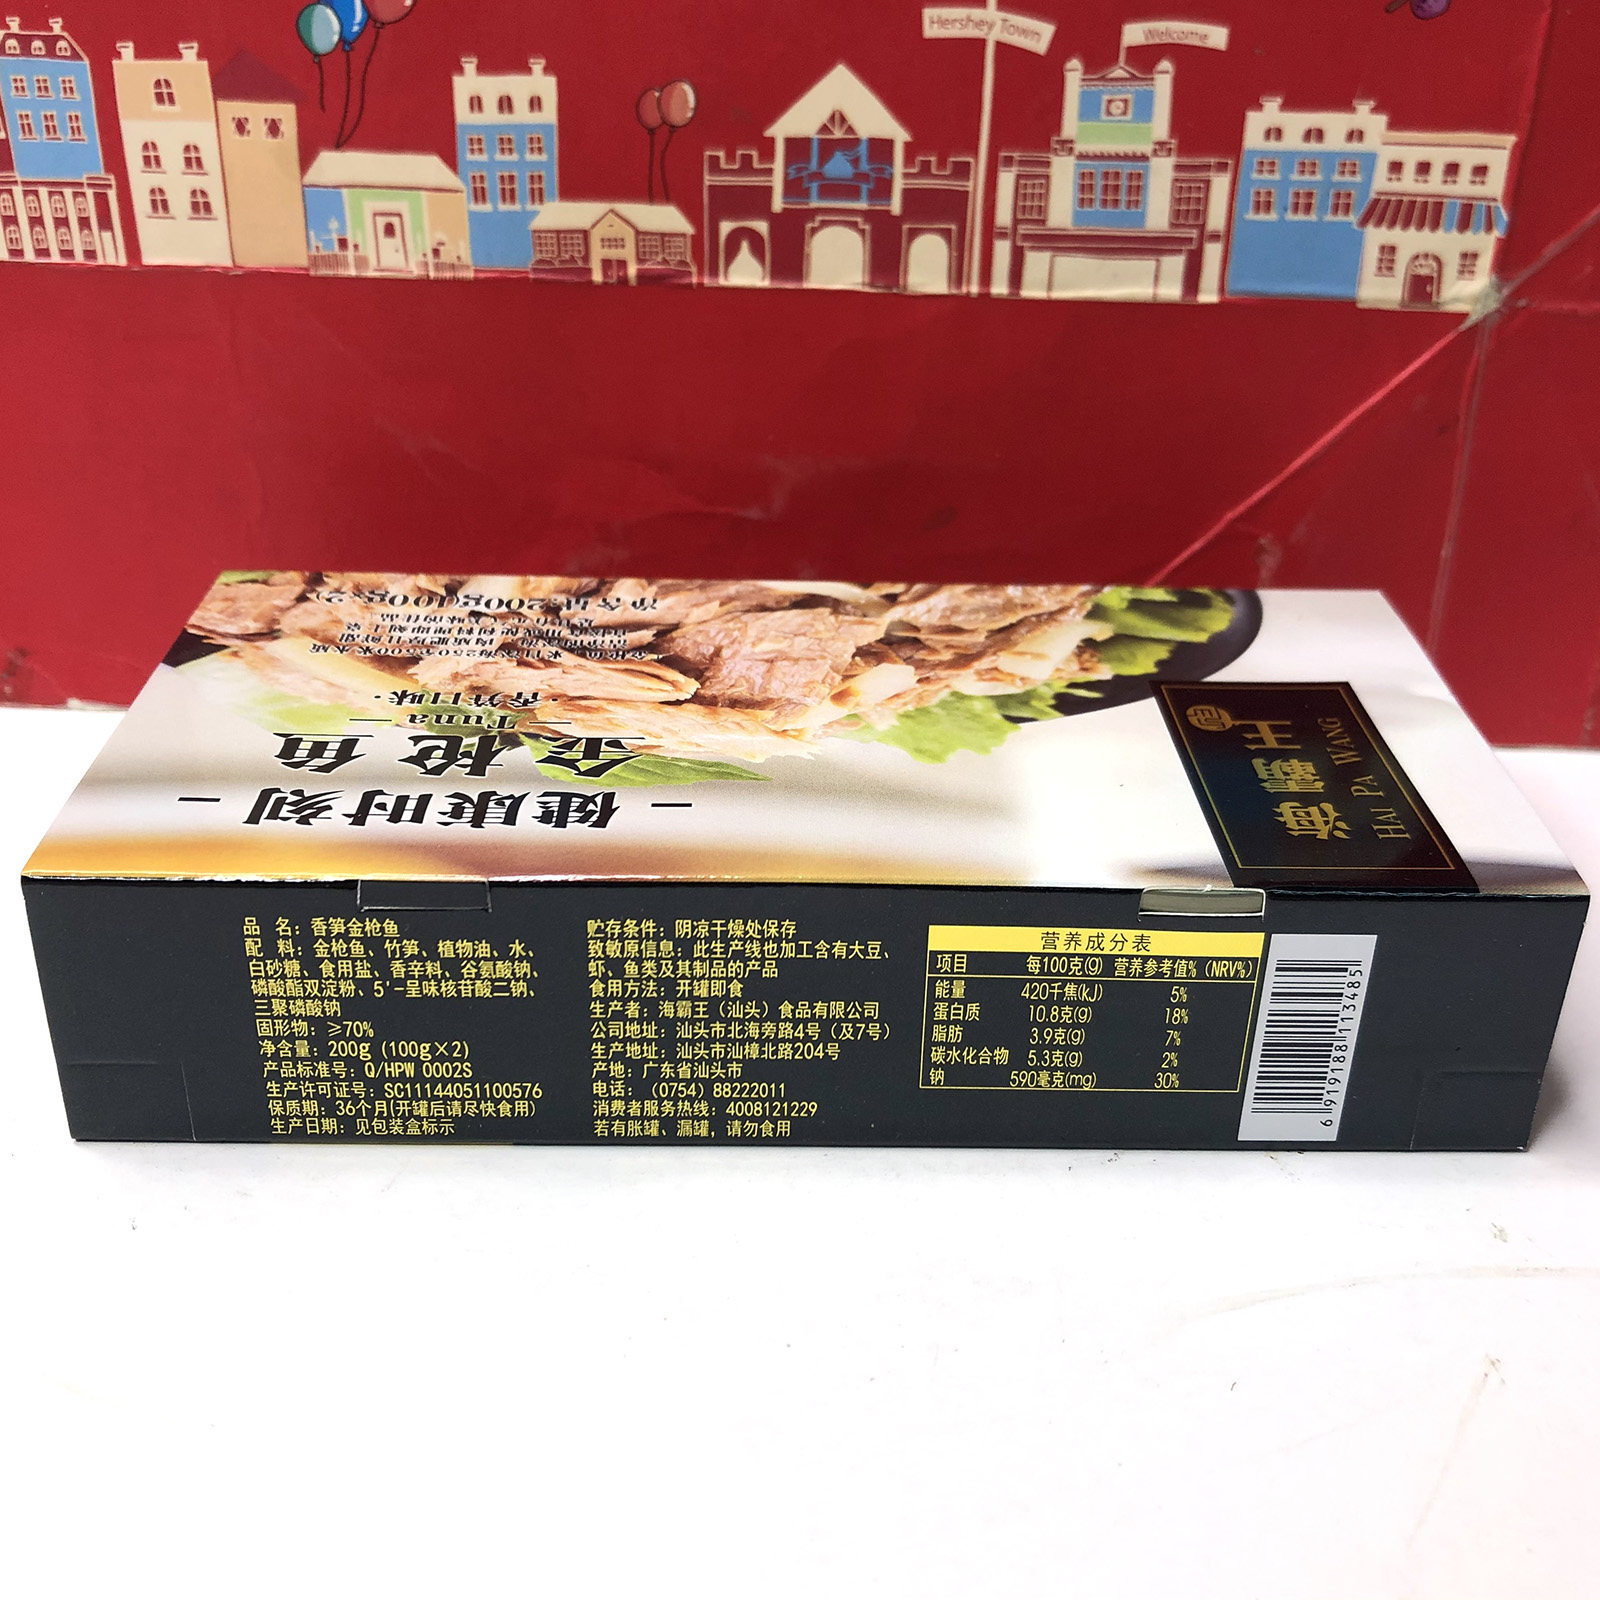 Hershey Town
Welcome
净含量:200g(100g×2)
·香笋口味·
—Tuna—
金枪鱼
—健康时刻—
海霸王
HAI PA WANG
品 名：香笋金枪鱼
配 料：金枪鱼、竹笋、植物油、水、
白砂糖、食用盐、香辛料、谷氨酸钠、
磷酸酯双淀粉、5'-呈味核苷酸二钠、
三聚磷酸钠
固形物：≥70%
净含量：200g (100g×2)
产品标准号：Q/HPW 0002S
生产许可证号：SC11144051100576
保质期：36个月(开罐后请尽快食用)
生产日期：见包装盒标示
贮存条件：阴凉干燥处保存
致敏原信息：此生产线也加工含有大豆、
虾、鱼类及其制品的产品
食用方法：开罐即食
生产者：海霸王（汕头）食品有限公司
公司地址：汕头市北海旁路4号（及7号）
生产地址：汕头市汕樟北路204号
产地：广东省汕头市
电话：（0754）88222011
消费者服务热线：4008121229
若有胀罐、漏罐，请勿食用
营养成分表
项目 每100克(g) 营养参考值%（NRV%）
能量 420千焦(kJ) 5%
蛋白质 10.8克(g) 18%
脂肪 3.9克(g) 7%
碳水化合物 5.3克(g) 2%
钠 590毫克(mg) 30%
6919188113485